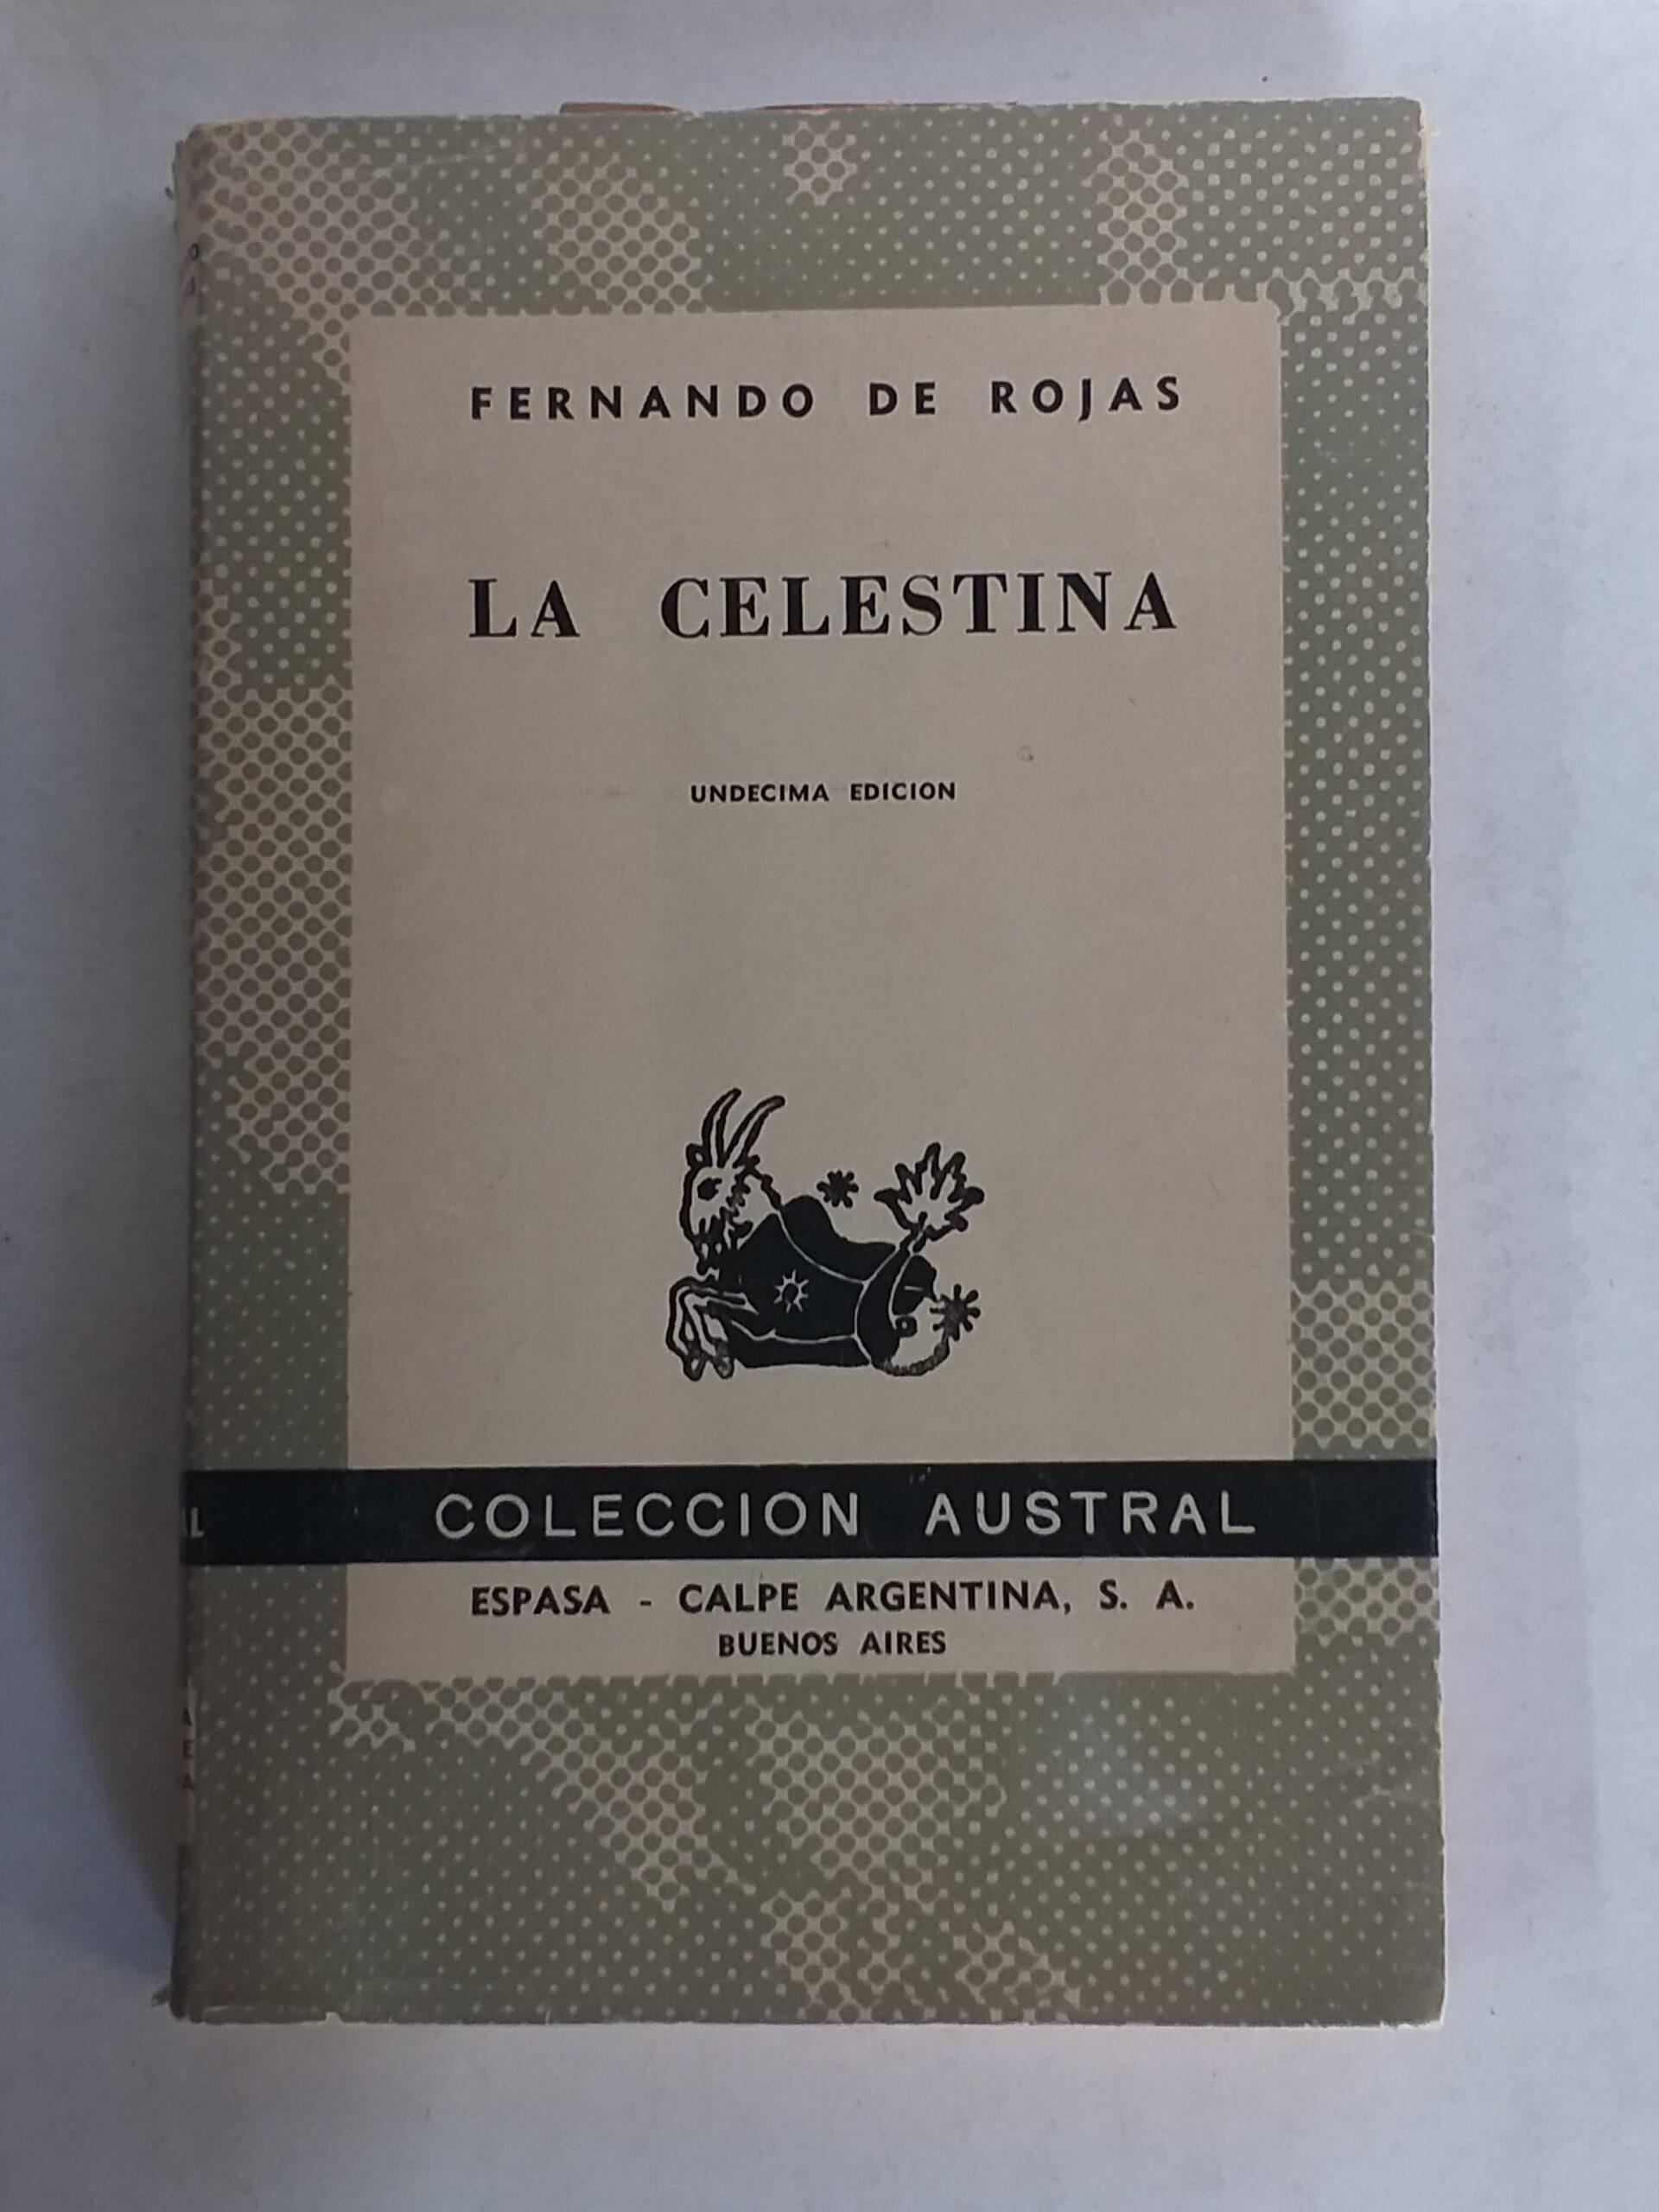 FERNANDO DE ROJAS
LA CELESTINA
UNDECIMA EDICION
COLECCION AUSTRAL
ESPASA - CALPE ARGENTINA, S. A.
BUENOS AIRES